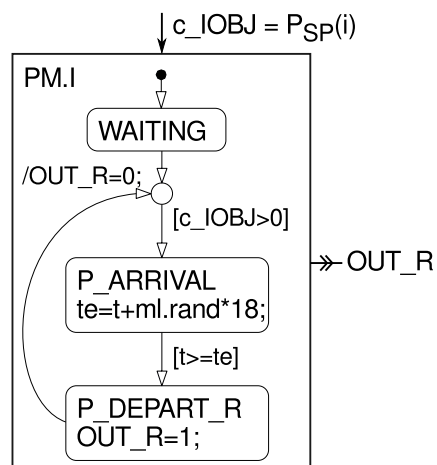 c_IOBJ = P_SP(i)
PM.I
WAITING
/OUT_R=0;
[c_IOBJ>0]
P_ARRIVAL
te=t+ml.rand*18;
OUT_R
[t>=te]
P_DEPART_R
OUT_R=1;